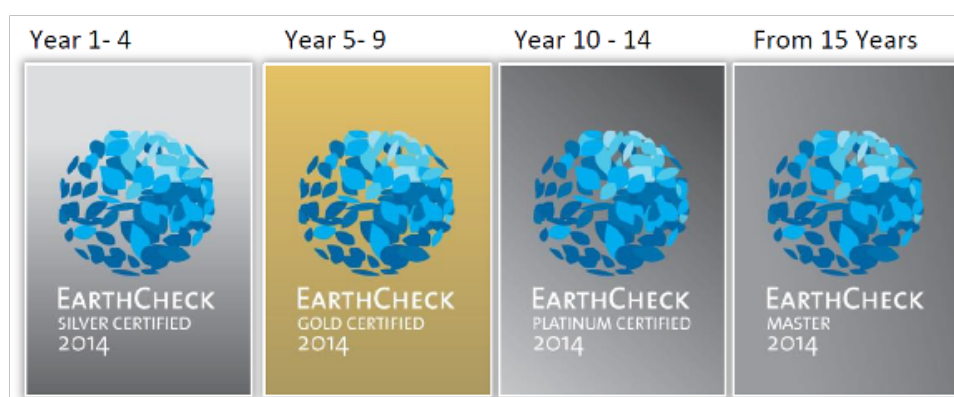 Year 1- 4
Year 5- 9
Year 10 - 14
From 15 Years
EARTHCHECK
SILVER CERTIFIED
2014
EARTHCHECK
GOLD CERTIFIED
2014
EARTHCHECK
PLATINUM CERTIFIED
2014
EARTHCHECK
MASTER
2014